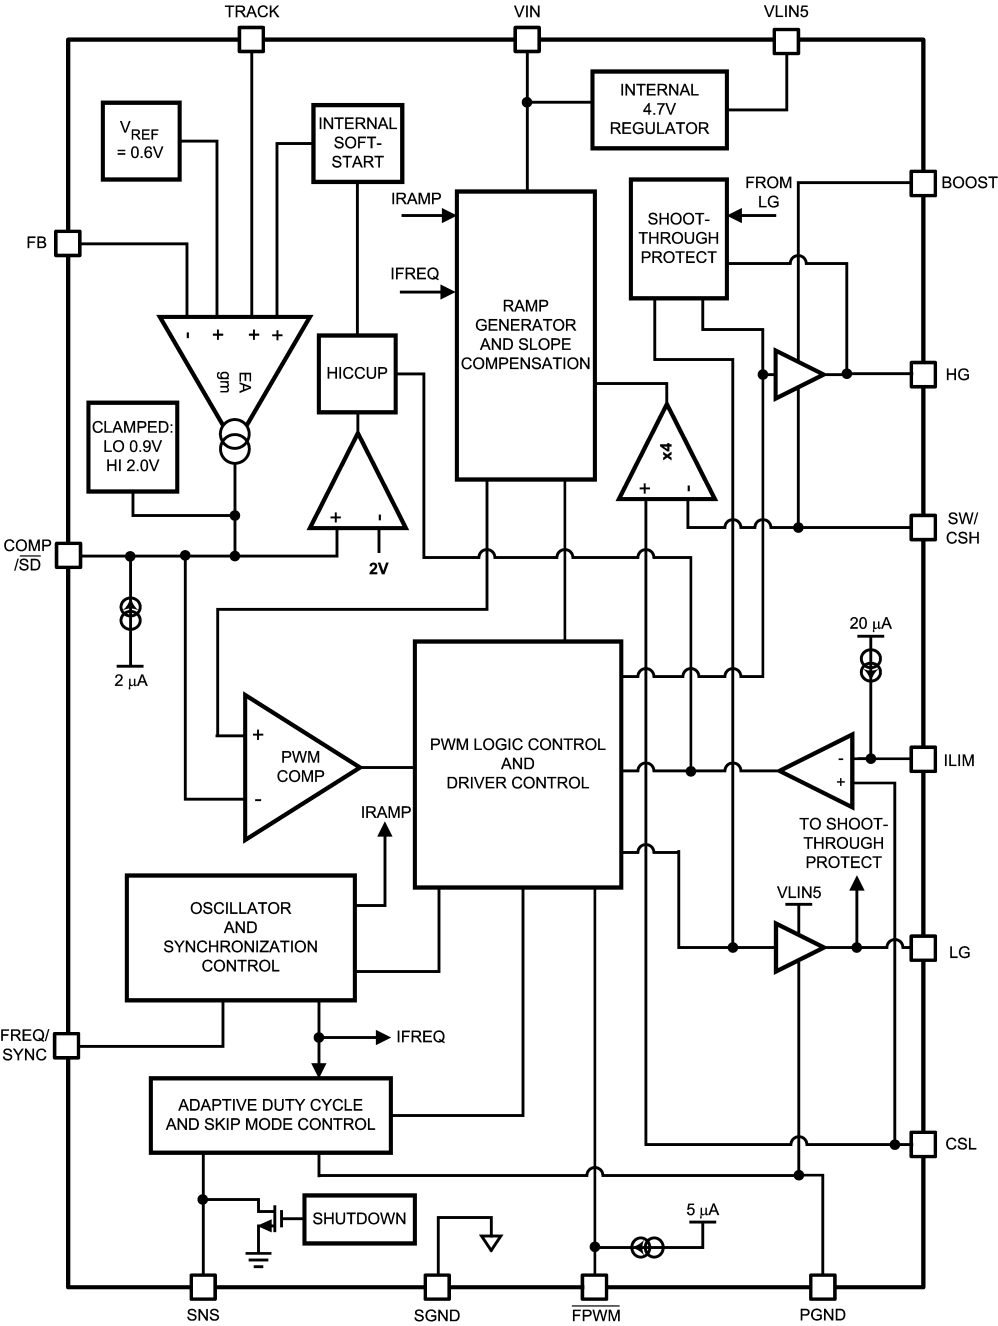 TRACK
VIN
VLIN5
INTERNAL
4.7V
REGULATOR
VREF
= 0.6V
INTERNAL
SOFT-
START
IRAMP
IFREQ
SHOOT-
THROUGH
PROTECT
FROM
LG
BOOST
FB
- + + +
EA
gm
RAMP
GENERATOR
AND SLOPE
COMPENSATION
HICCUP
HG
CLAMPED:
LO 0.9V
HI 2.0V
x4
+ -
+ -
2V
SW/
CSH
COMP
/SD
2 µA
20 µA
+
PWM
COMP
-
PWM LOGIC CONTROL
AND
DRIVER CONTROL
-
+
ILIM
IRAMP
TO SHOOT-
THROUGH
PROTECT
VLIN5
OSCILLATOR
AND
SYNCHRONIZATION
CONTROL
LG
FREQ/
SYNC
IFREQ
ADAPTIVE DUTY CYCLE
AND SKIP MODE CONTROL
CSL
SHUTDOWN
5 µA
SNS
SGND
FPWM
PGND